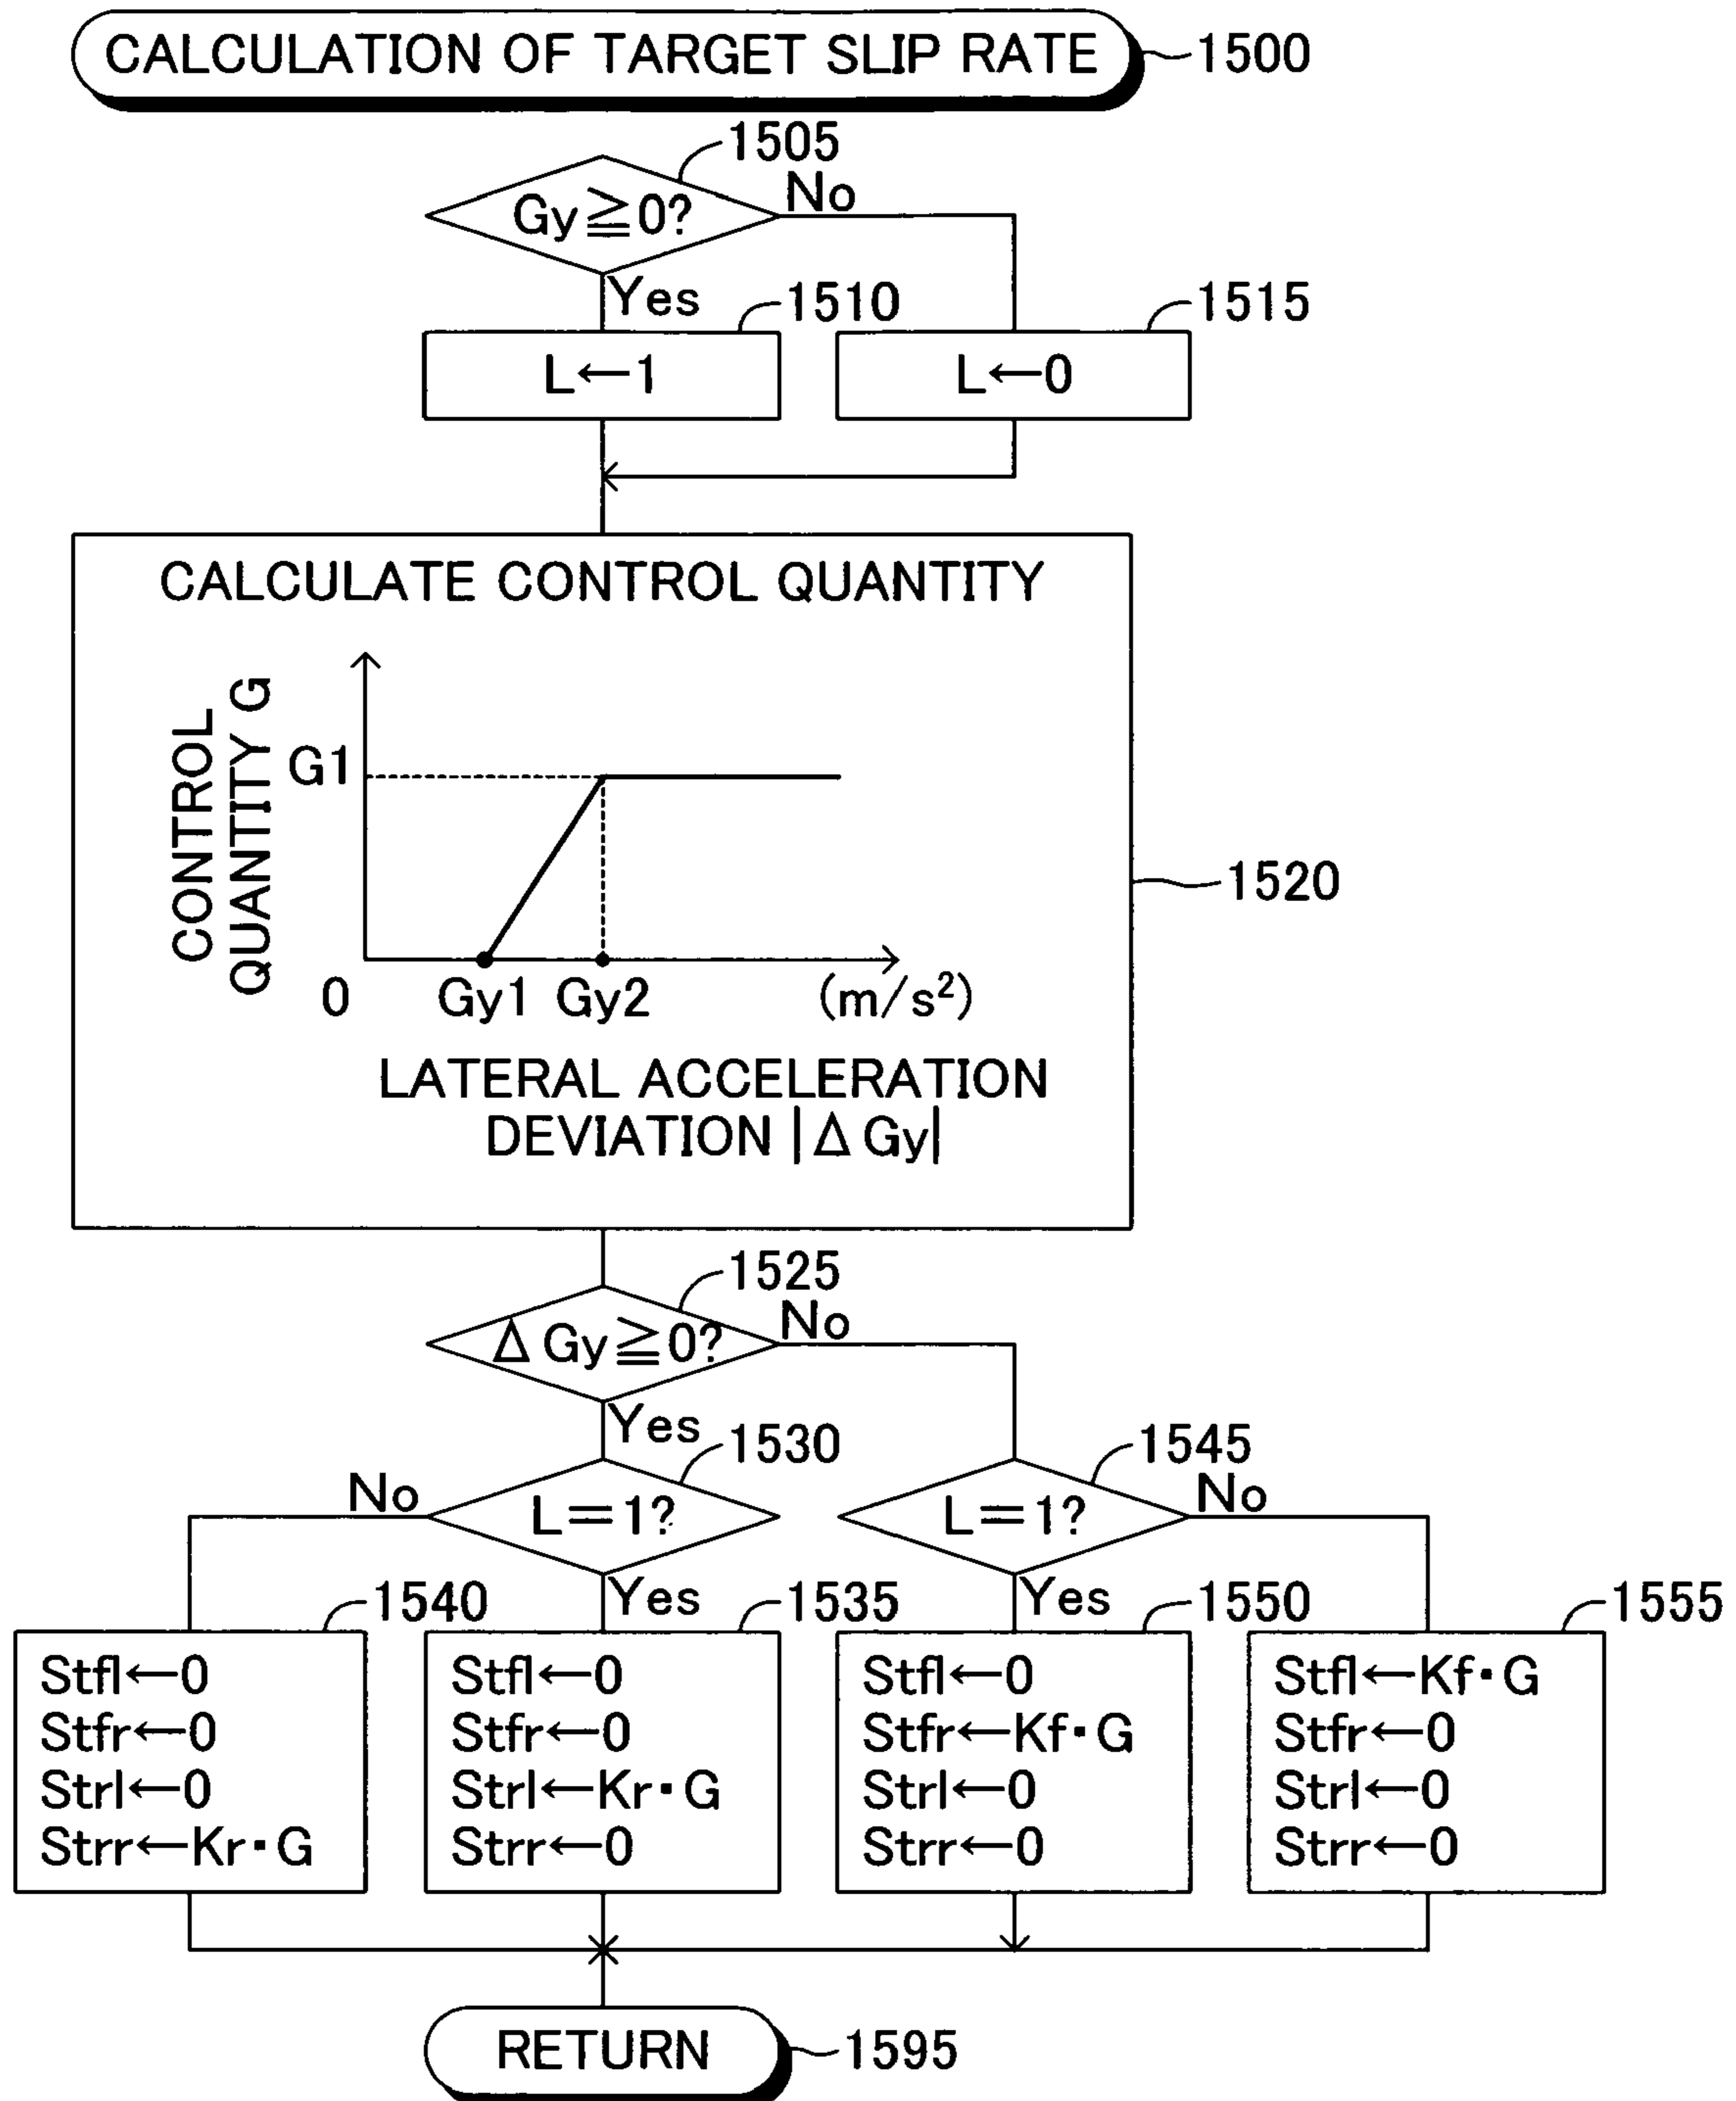 CALCULATION OF TARGET SLIP RATE
1500
1505
Gy≧0?
No
Yes
1510
1515
L←1
L←0
CALCULATE CONTROL QUANTITY
CONTROL
QUANTITY G
G1
0
Gy1
Gy2
(m/s²)
LATERAL ACCELERATION
DEVIATION |Δ Gy|
1520
1525
Δ Gy≧0?
No
Yes
1530
1545
No
L=1?
L=1?
No
Yes
Yes
1540
1535
1550
1555
Stfl←0
Stfr←0
Strl←0
Strr←Kr・G
Stfl←0
Stfr←0
Strl←Kr・G
Strr←0
Stfl←0
Stfr←Kf・G
Strl←0
Strr←0
Stfl←Kf・G
Stfr←0
Strl←0
Strr←0
RETURN
1595